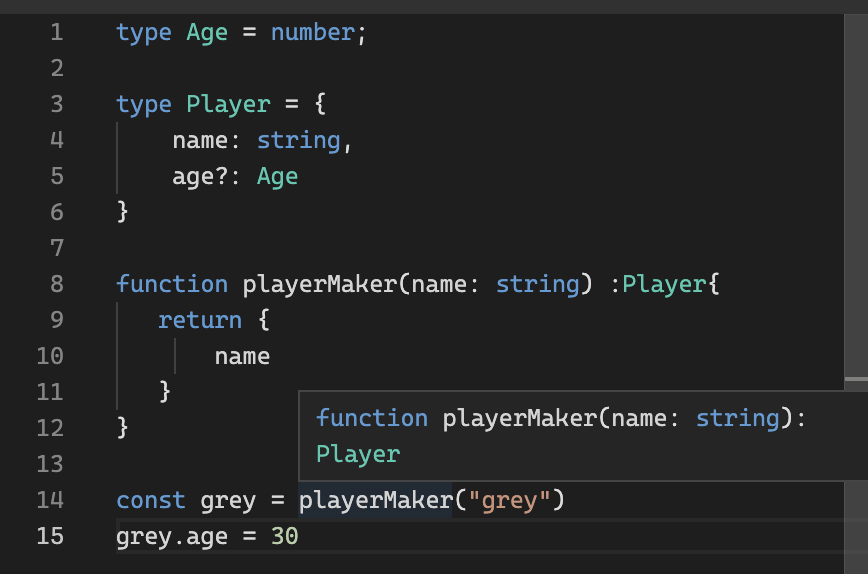 1 type Age = number;
2
3 type Player = {
4 name: string,
5 age?: Age
6 }
7
8 function playerMaker(name: string) :Player{
9 return {
10 name
11 }
12 }
function playerMaker(name: string):
Player
13
14 const grey = playerMaker("grey")
15 grey.age = 30